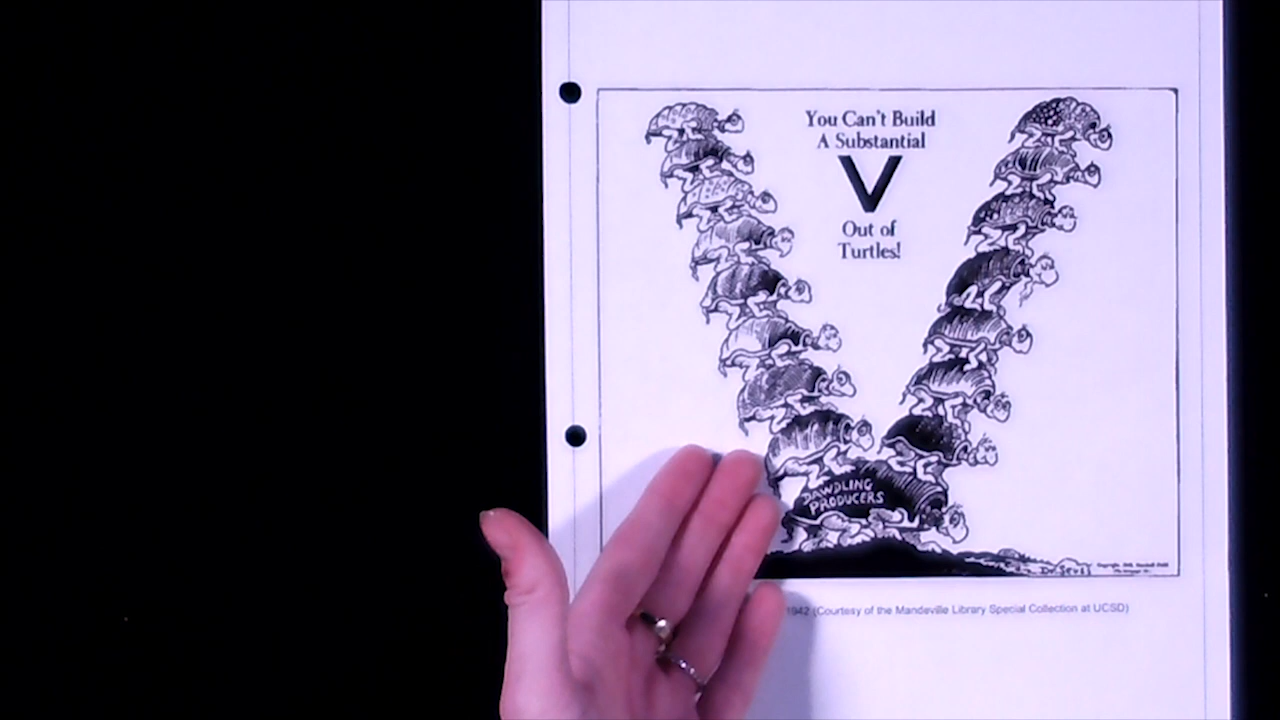 You Can't Build
A Substantial
V
Out of
Turtles!
DAWDLING
PRODUCERS
Dr. Seuss
1942 (Courtesy of the Mandeville Library Special Collection at UCSD)